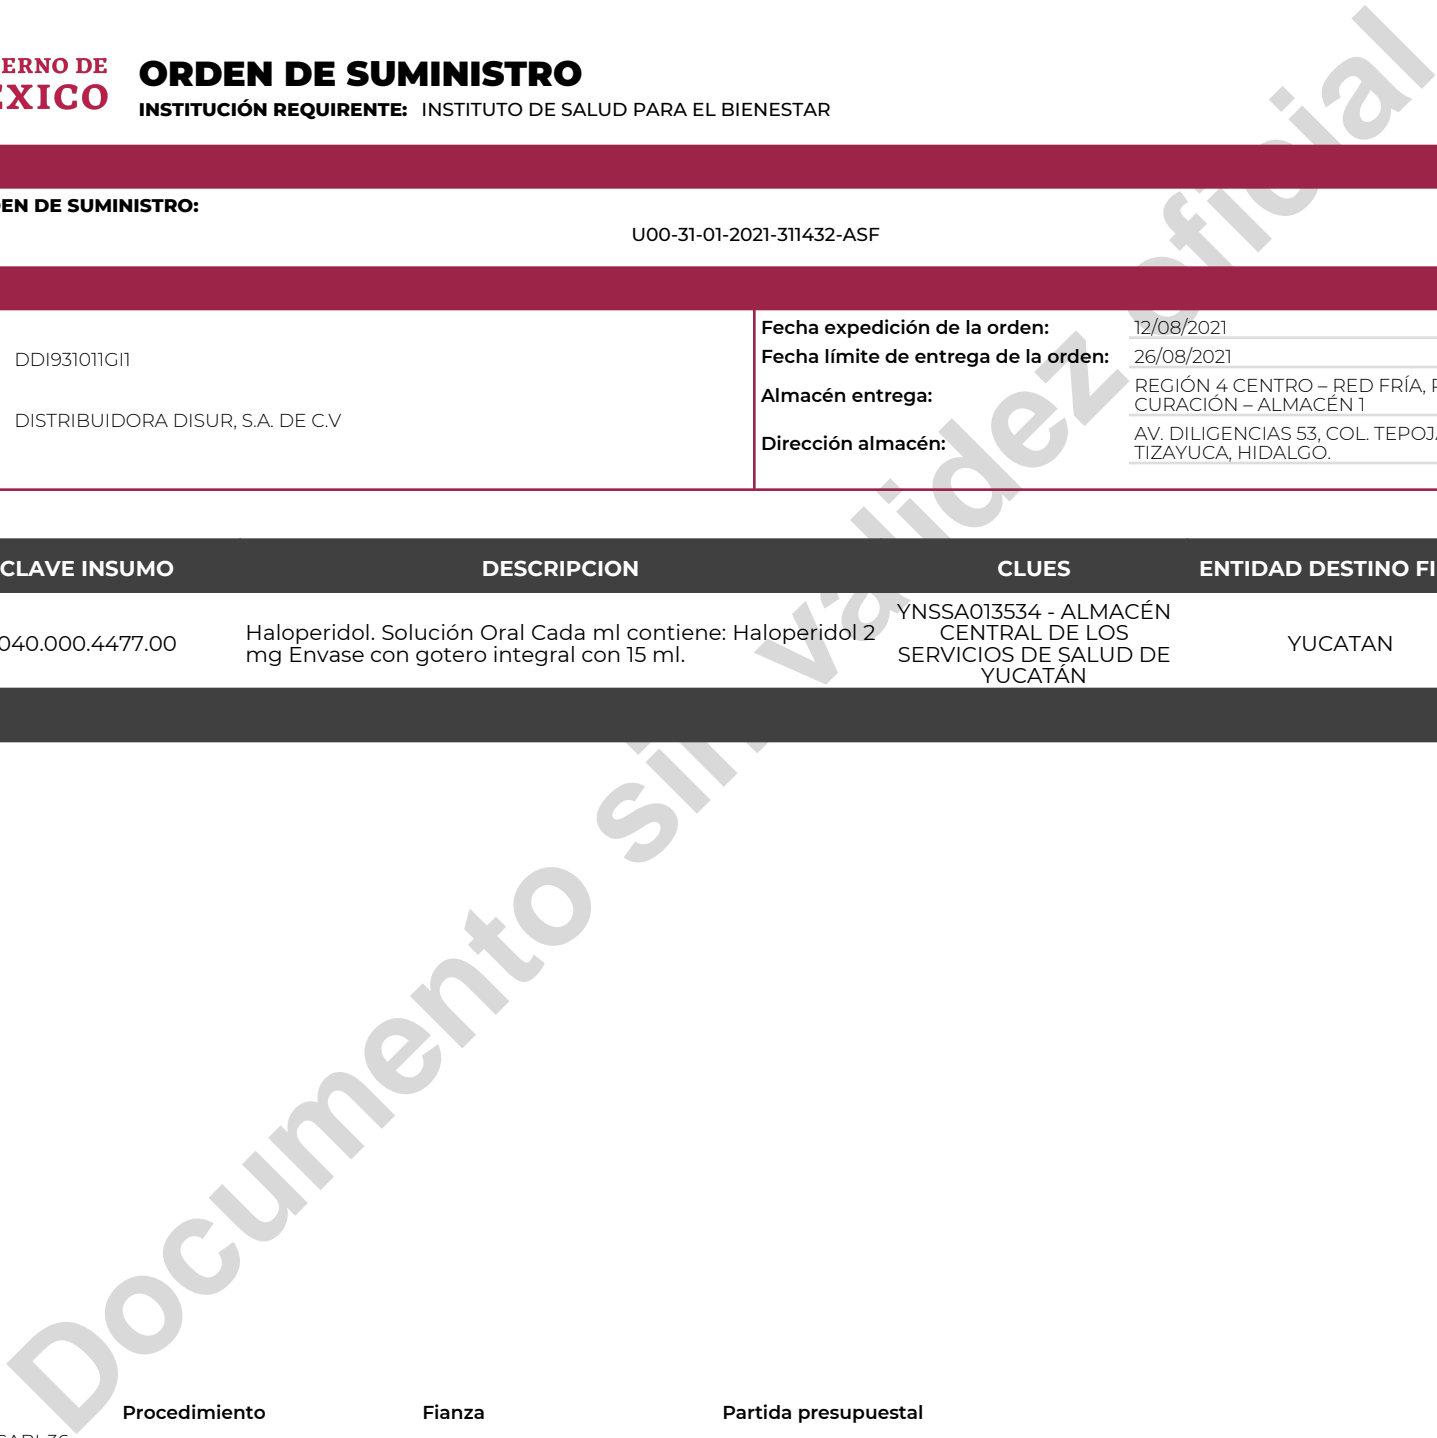 ERNO DE
ORDEN DE SUMINISTRO
EXICO
INSTITUCIÓN REQUIRENTE: INSTITUTO DE SALUD PARA EL BIENESTAR
EN DE SUMINISTRO:
U00-31-01-2021-311432-ASF
DDI931011GI1
DISTRIBUIDORA DISUR, S.A. DE C.V
Fecha expedición de la orden: 12/08/2021
Fecha límite de entrega de la orden: 26/08/2021
Almacén entrega: REGIÓN 4 CENTRO – RED FRÍA,
CURACIÓN – ALMACÉN 1
Dirección almacén: AV. DILIGENCIAS 53, COL. TEPOJ
TIZAYUCA, HIDALGO.
CLAVE INSUMO DESCRIPCION CLUES ENTIDAD DESTINO FI
040.000.4477.00
Haloperidol. Solución Oral Cada ml contiene: Haloperidol 2
mg Envase con gotero integral con 15 ml.
YNSSA013534 - ALMACÉN
CENTRAL DE LOS
SERVICIOS DE SALUD DE
YUCATÁN
YUCATAN
Documento sin validez oficial
Procedimiento Fianza Partida presupuestal